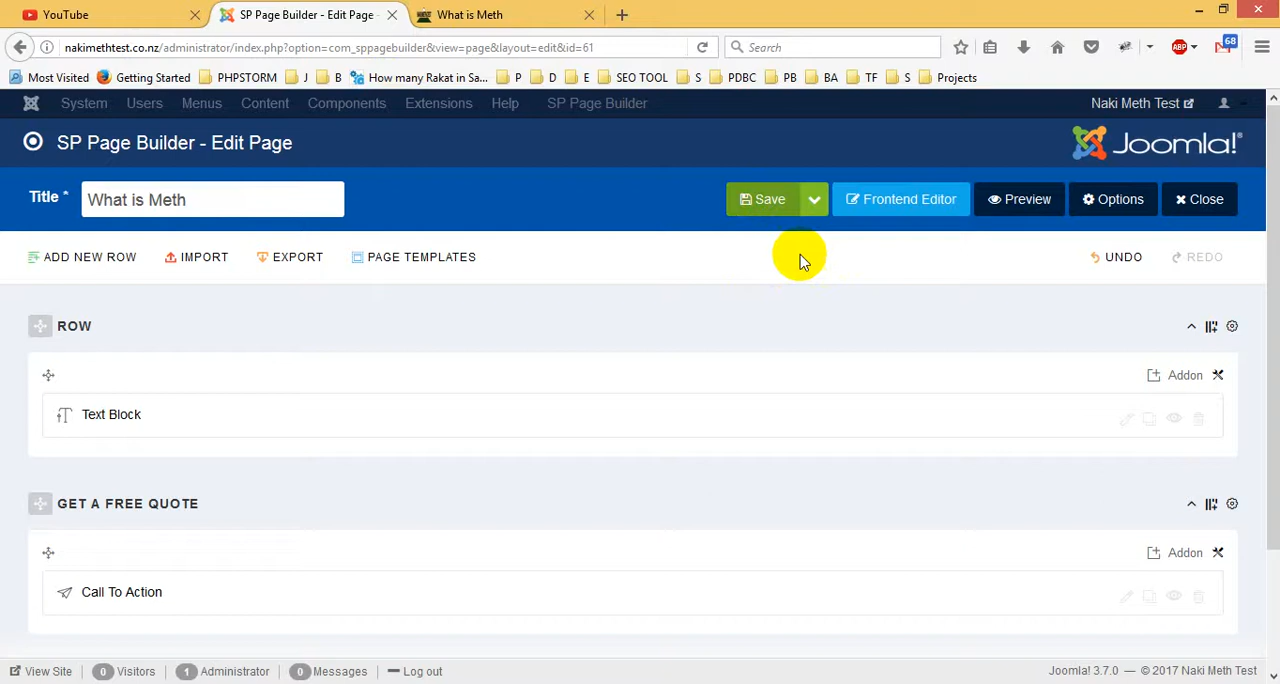 YouTube
SP Page Builder - Edit Page
What is Meth
nakimethtest.co.nz/administrator/index.php?option=com_sppagebuilder&view=page&layout=edit&id=61
Search
ABP
68
Most Visited
Getting Started
PHPSTORM
J
B
How many Rakat in Sa...
P
D
E
SEO TOOL
S
PDBC
PB
BA
TF
S
Projects
System
Users
Menus
Content
Components
Extensions
Help
SP Page Builder
Naki Meth Test
SP Page Builder - Edit Page
Joomla!®
Title *
What is Meth
Save
Frontend Editor
Preview
Options
Close
ADD NEW ROW
IMPORT
EXPORT
PAGE TEMPLATES
UNDO
REDO
ROW
Addon
Text Block
GET A FREE QUOTE
Addon
Call To Action
View Site
0 Visitors
1 Administrator
0 Messages
Log out
Joomla! 3.7.0 — © 2017 Naki Meth Test